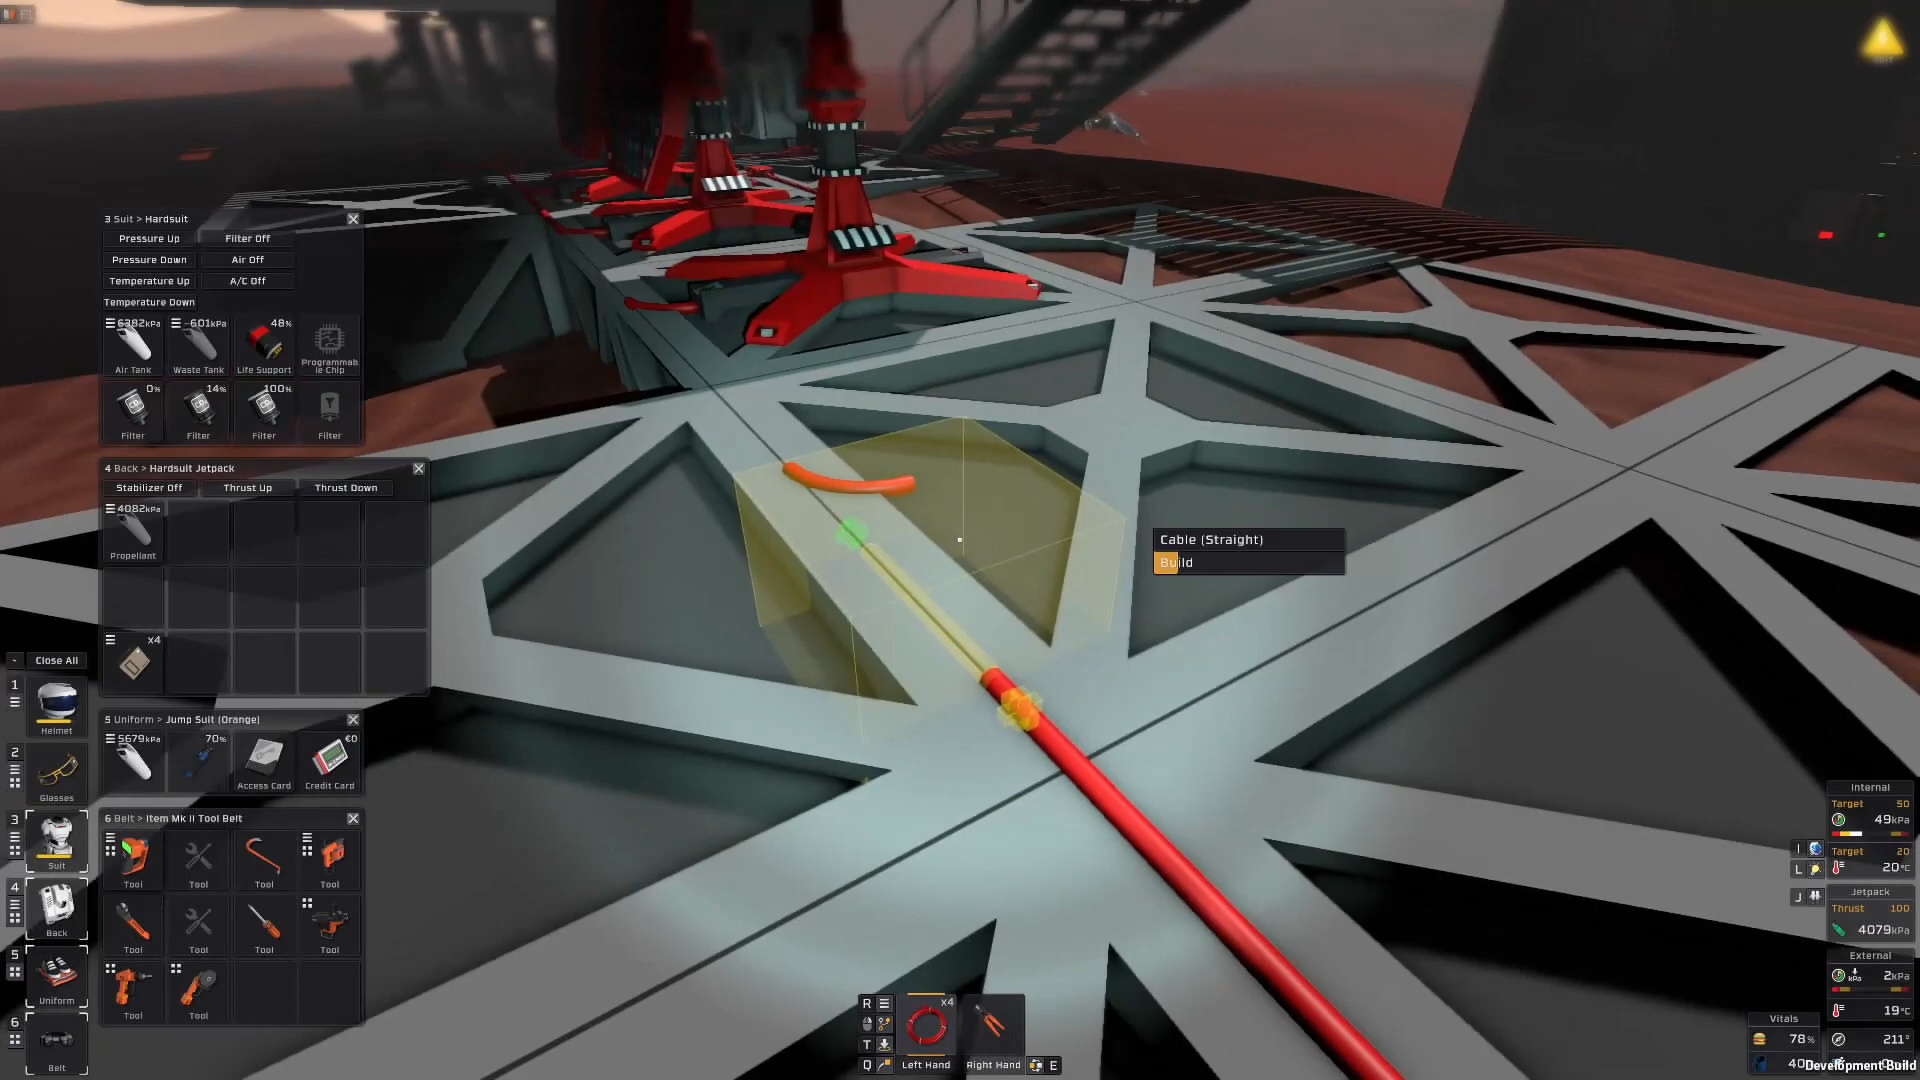 3 Suit > Hardsuit
Pressure Up
Filter Off
Pressure Down
Air Off
Temperature Up
A/C Off
Temperature Down
6382kPa
-601kPa
48%
Air Tank
Waste Tank
Life Support
Programmab
le Chip
0%
14%
100%
Filter
Filter
Filter
Filter
4 Back > Hardsuit Jetpack
Stabilizer Off
Thrust Up
Thrust Down
4082kPa
Propellant
x4
Close All
1
Helmet
2
Glasses
3
Suit
4
Back
5
Uniform
6
Belt
5 Uniform > Jump Suit (Orange)
5679kPa
70%
€0
Access Card
Credit Card
6 Belt > Item Mk II Tool Belt
Tool
Tool
Tool
Tool
Tool
Tool
Tool
Tool
Tool
Tool
Cable (Straight)
Build
R
T
Q
x4
Left Hand
Right Hand
E
Internal
Target 50
49kPa
Target 20
20°C
I
L
J
Jetpack
Thrust 100
4079kPa
External
kPa
2kPa
19°C
211°
Vitals
78%
Development Build